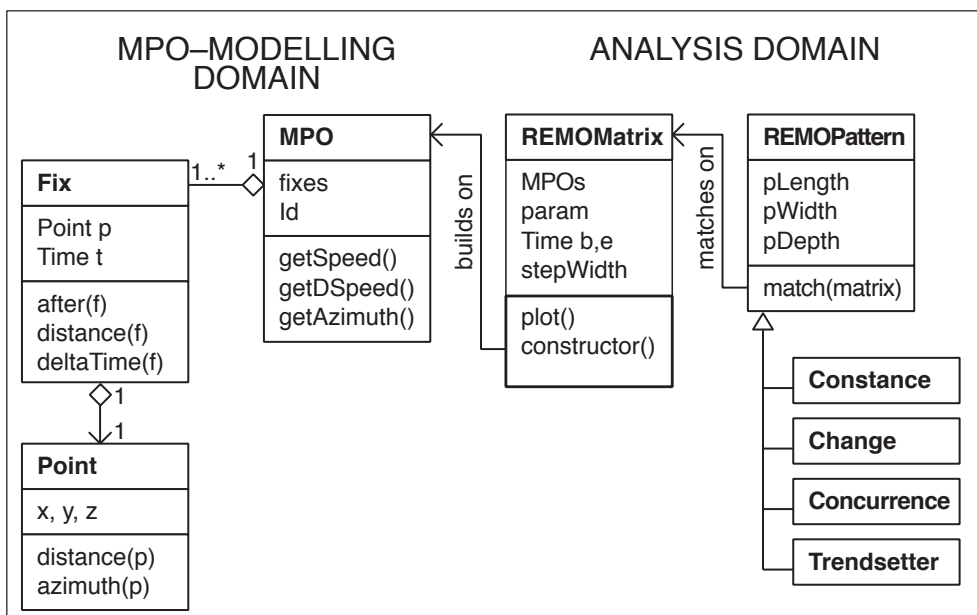 MPO–MODELLING
DOMAIN
ANALYSIS DOMAIN
Fix
Point p
Time t
after(f)
distance(f)
deltaTime(f)
1..*
1
MPO
fixes
Id
getSpeed()
getDSpeed()
getAzimuth()
1
1
Point
x, y, z
distance(p)
azimuth(p)
builds on
REMOMatrix
MPOs
param
Time b,e
stepWidth
plot()
constructor()
matches on
REMOPattern
pLength
pWidth
pDepth
match(matrix)
Constance
Change
Concurrence
Trendsetter